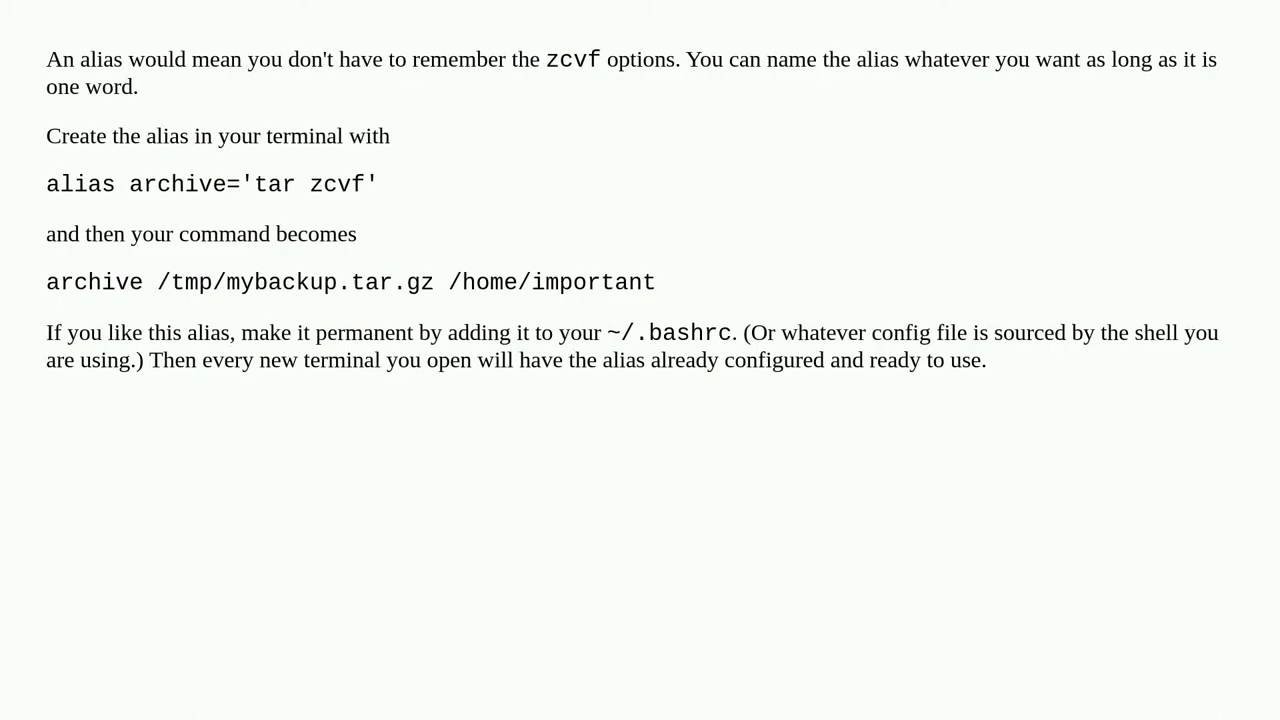 An alias would mean you don't have to remember the zcvf options. You can name the alias whatever you want as long as it is
one word.
Create the alias in your terminal with
alias archive='tar zcvf'
and then your command becomes
archive /tmp/mybackup.tar.gz /home/important
If you like this alias, make it permanent by adding it to your ~/.bashrc. (Or whatever config file is sourced by the shell you
are using.) Then every new terminal you open will have the alias already configured and ready to use.